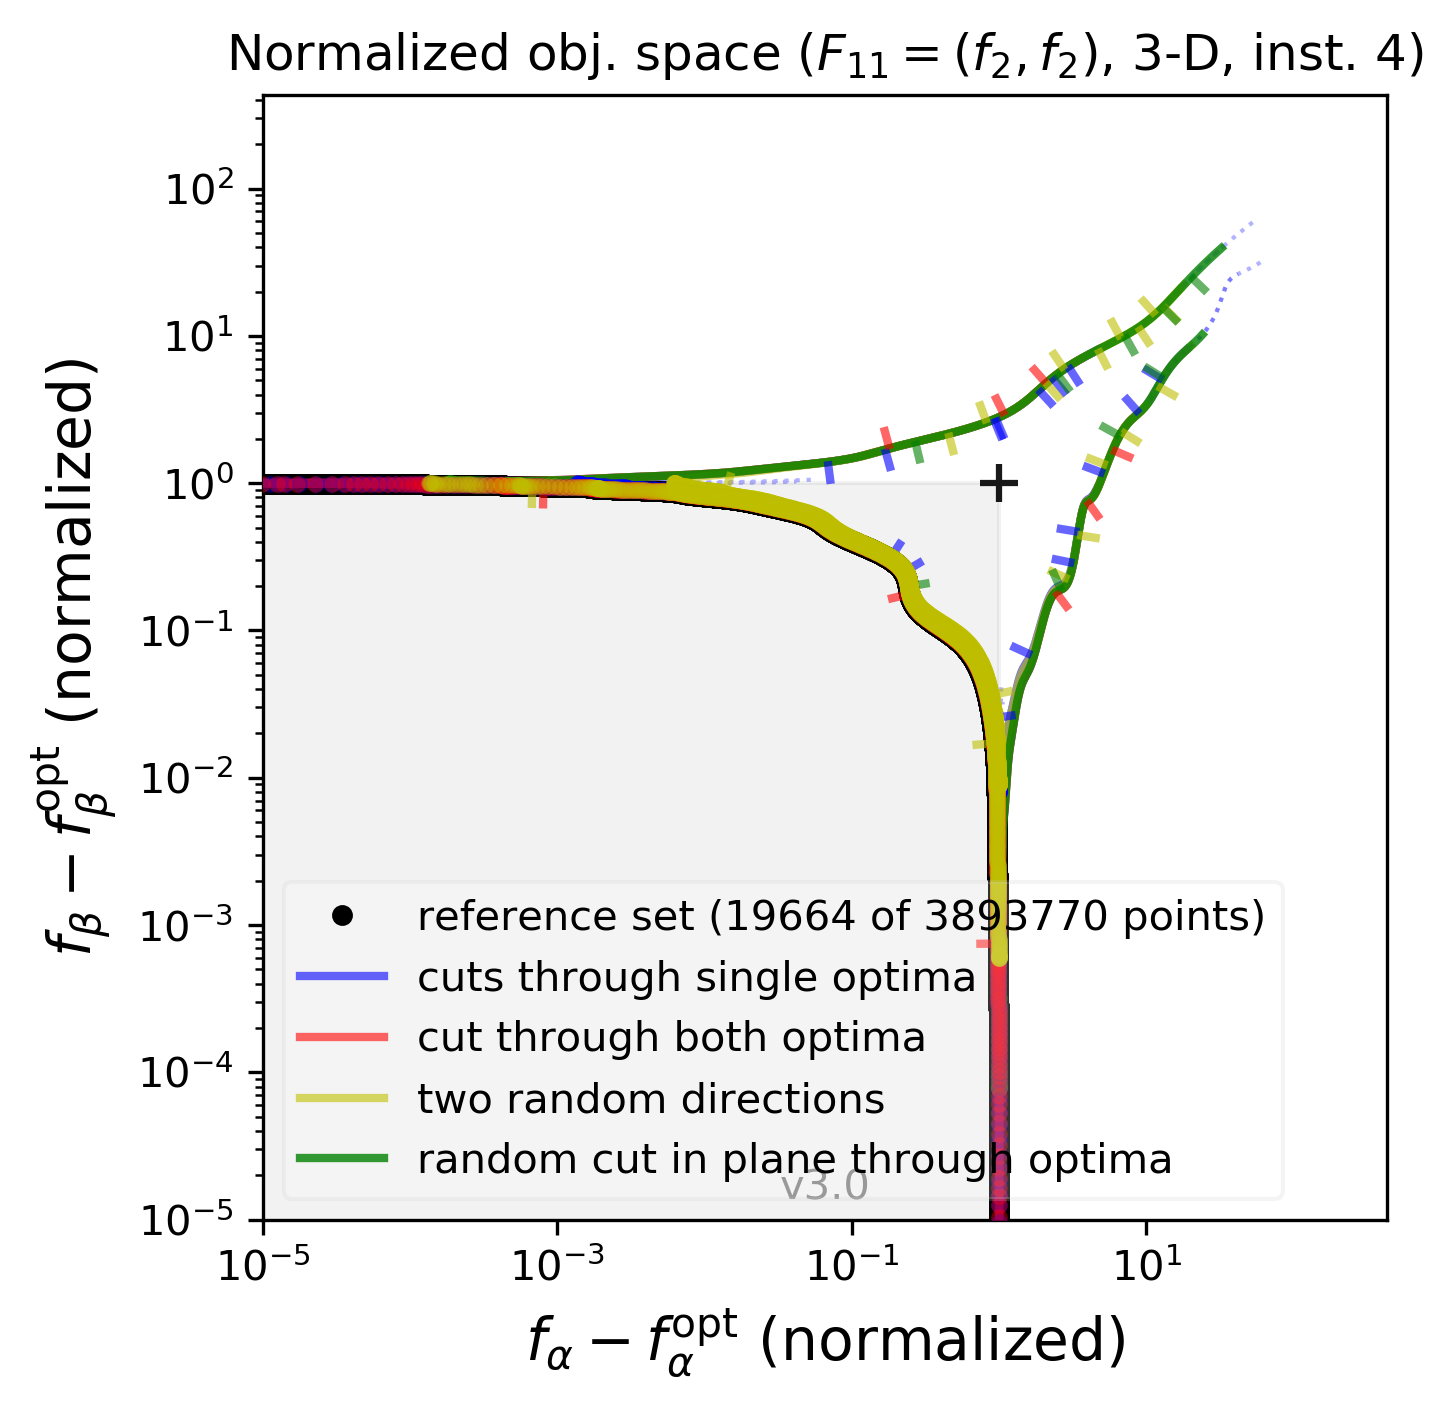 Normalized obj. space (F₁₁ = (f₂, f₂), 3-D, inst. 4)
10²
10¹
10⁰
10⁻¹
10⁻²
10⁻³
10⁻⁴
10⁻⁵
f_β − f_β^opt (normalized)
reference set (19664 of 3893770 points)
cuts through single optima
cut through both optima
two random directions
random cut in plane through optima
v3.0
10⁻⁵ 10⁻³ 10⁻¹ 10¹
f_α − f_α^opt (normalized)